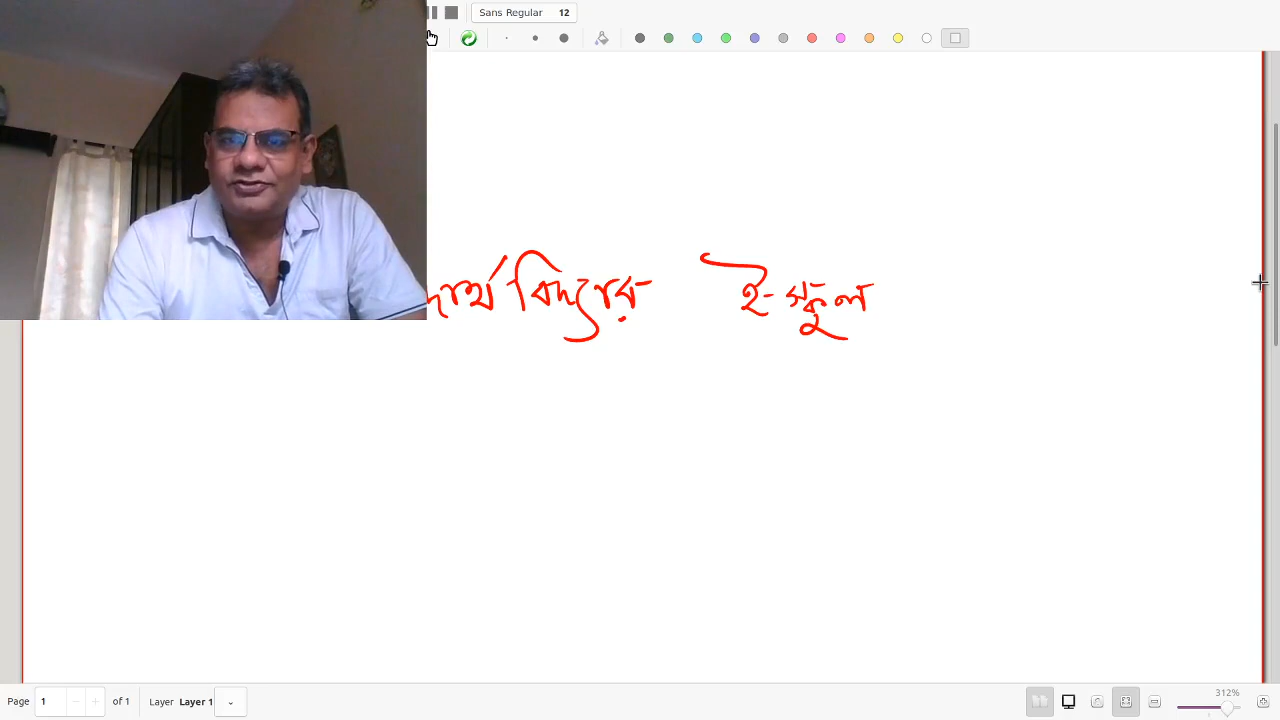 Sans Regular 12
দার্থ বিদ্যার ই-স্কুল
Page 1 of 1 Layer Layer 1 312%